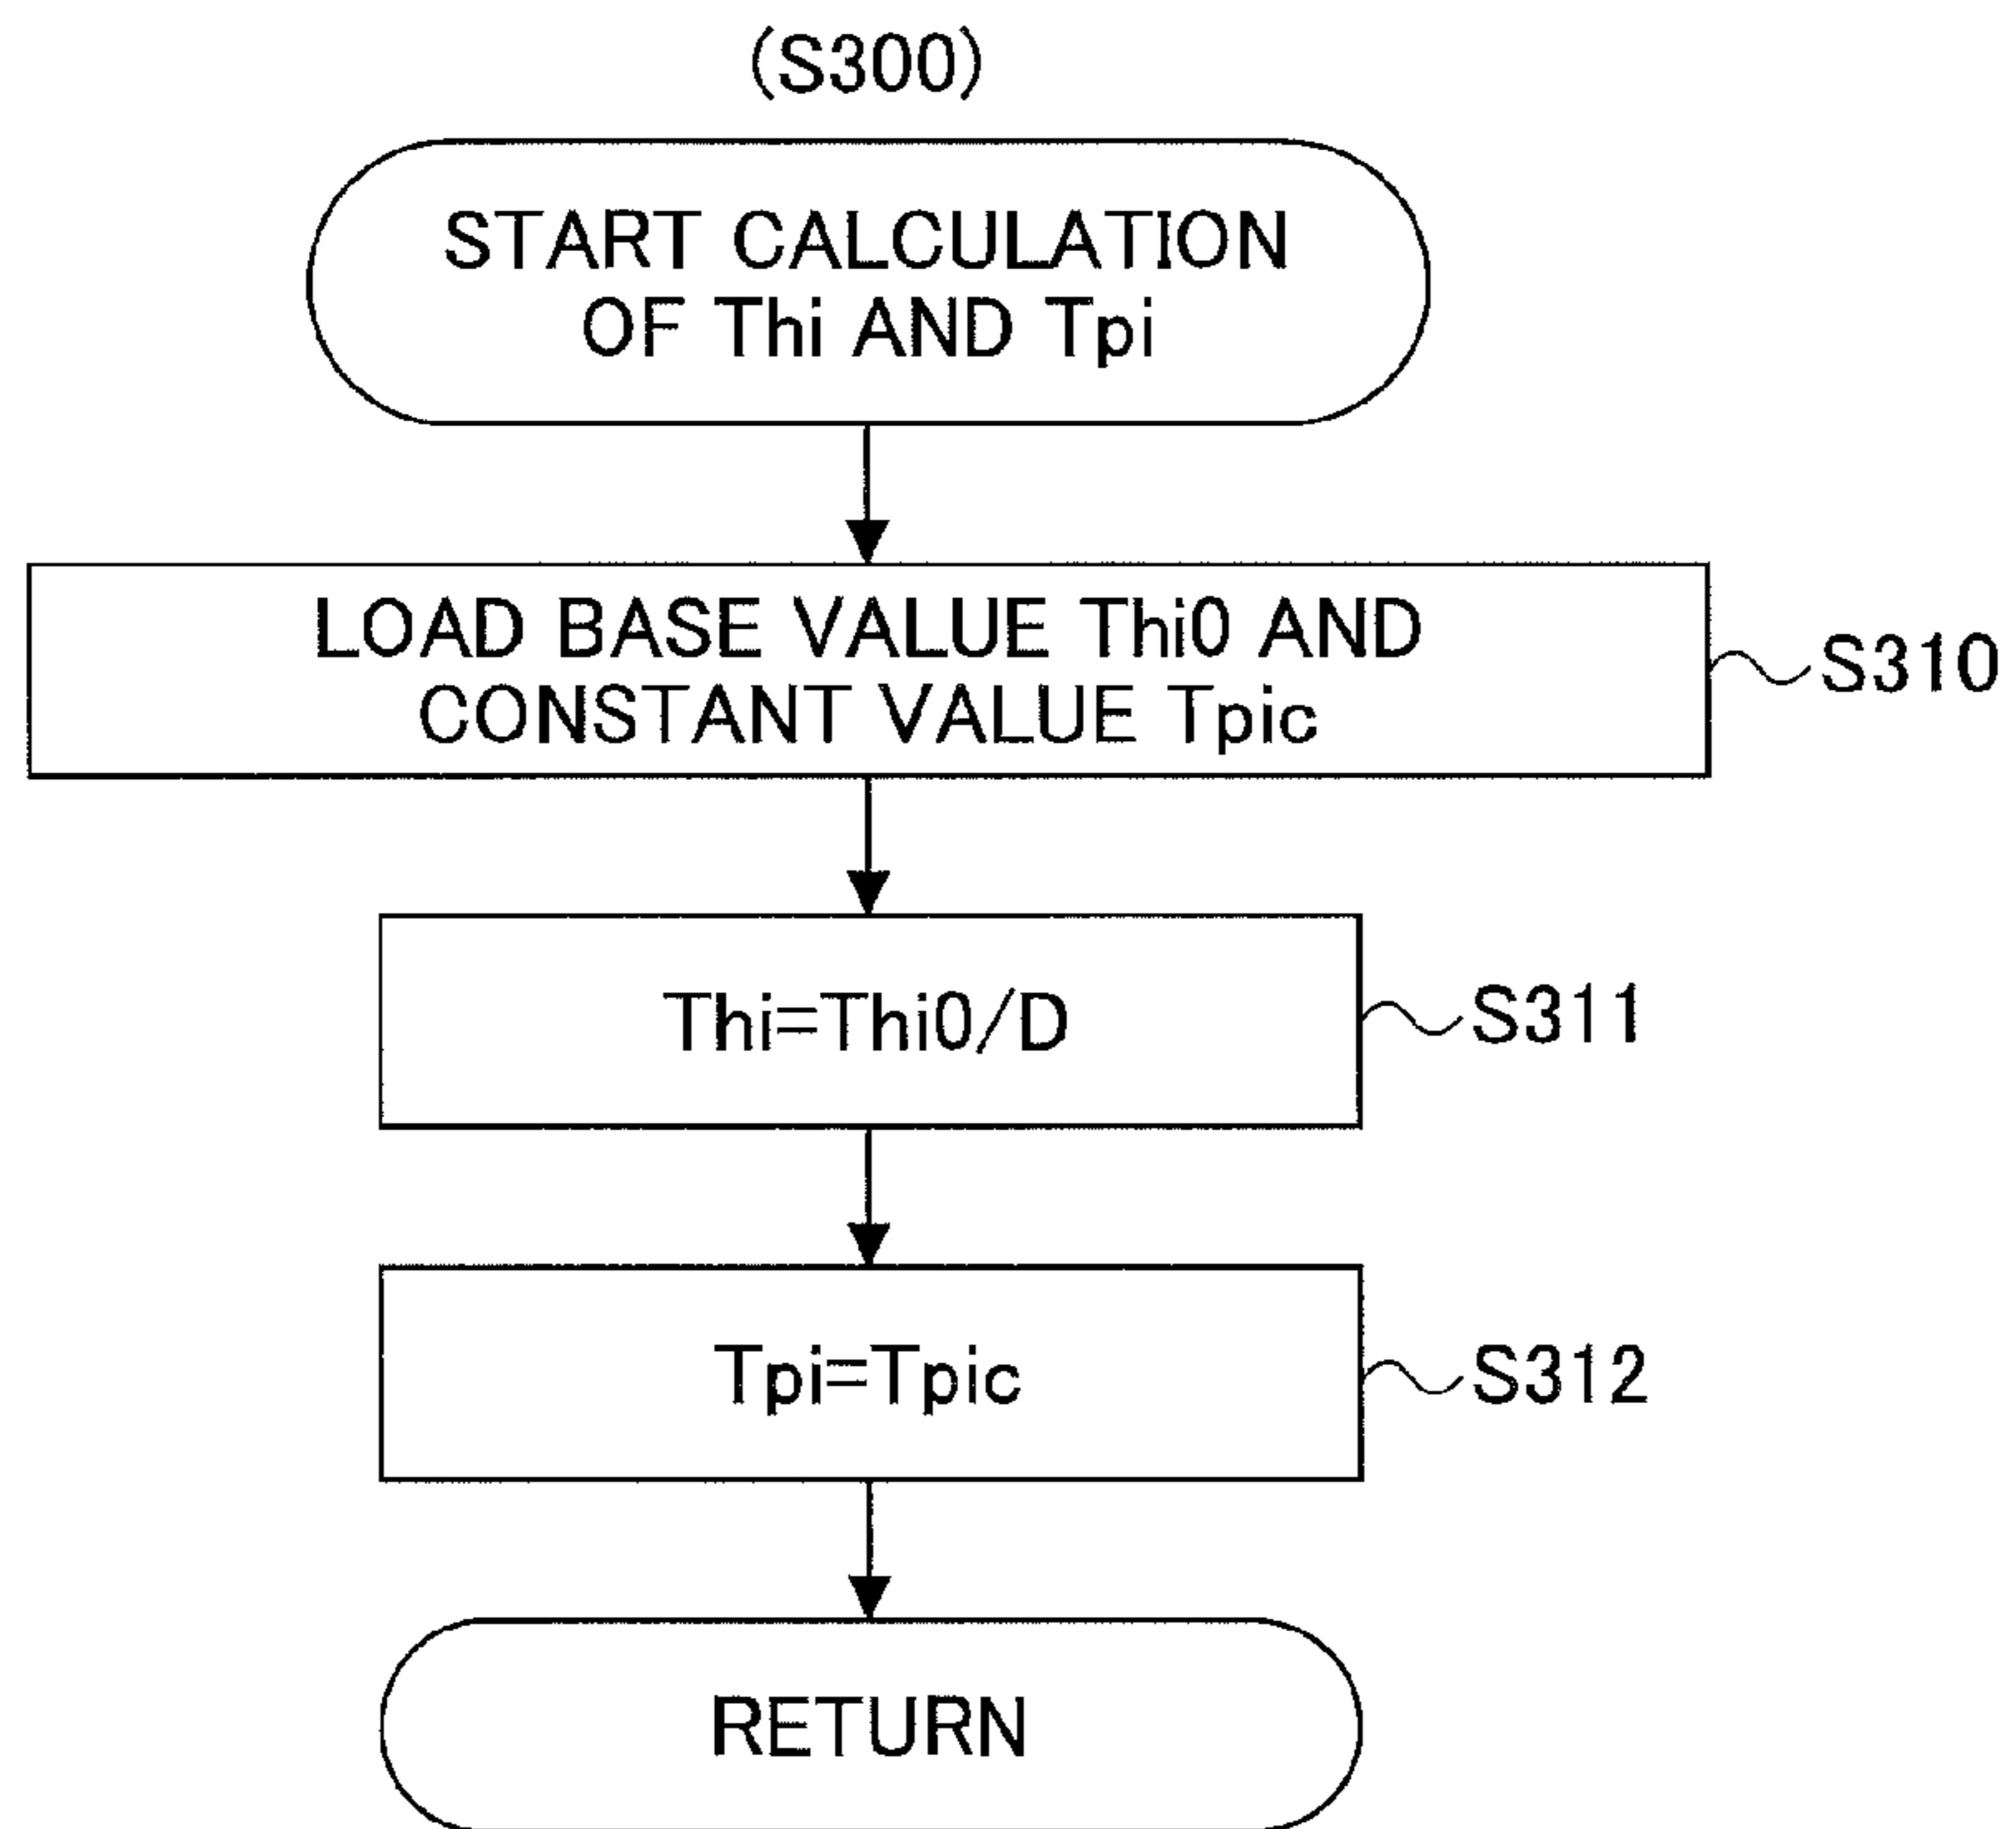 (S300)
START CALCULATION
OF Thi AND Tpi
LOAD BASE VALUE Thi0 AND
CONSTANT VALUE Tpic
S310
Thi=Thi0/D
S311
Tpi=Tpic
S312
RETURN